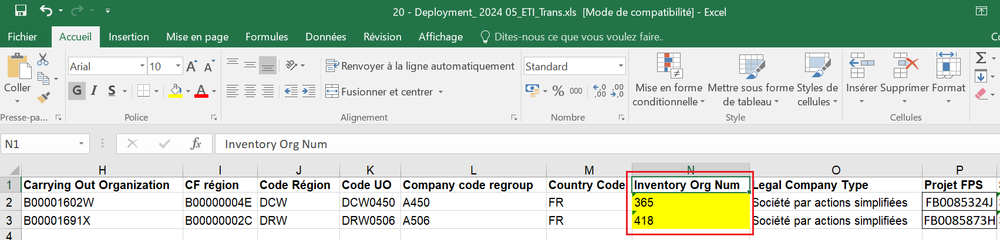 20 - Deployment_ 2024 05_ETI_Trans.xls [Mode de compatibilité] - Excel
Fichier Accueil Insertion Mise en page Formules Données Révision Affichage Dites-nous ce que vous voulez faire..
Arial 10 Renvoyer à la ligne automatiquement Standard
Coller G I S Fusionner et centrer % 000 Mise en forme conditionnelle Mettre sous forme de tableau Styles de cellules Insérer Supprimer Format
Presse-pa... Police Alignement Nombre Style Cellules
N1 fx Inventory Org Num
H I J K L M N O P
1 Carrying Out Organization CF région Code Région Code UO Company code regroup Country Code Inventory Org Num Legal Company Type Projet FPS
2 B00001602W B00000004E DCW DCW0450 A450 FR 365 Société par actions simplifiées FB0085324J
3 B00001691X B00000002C DRW DRW0506 A506 FR 418 Société par actions simplifiées FB0085873H
4